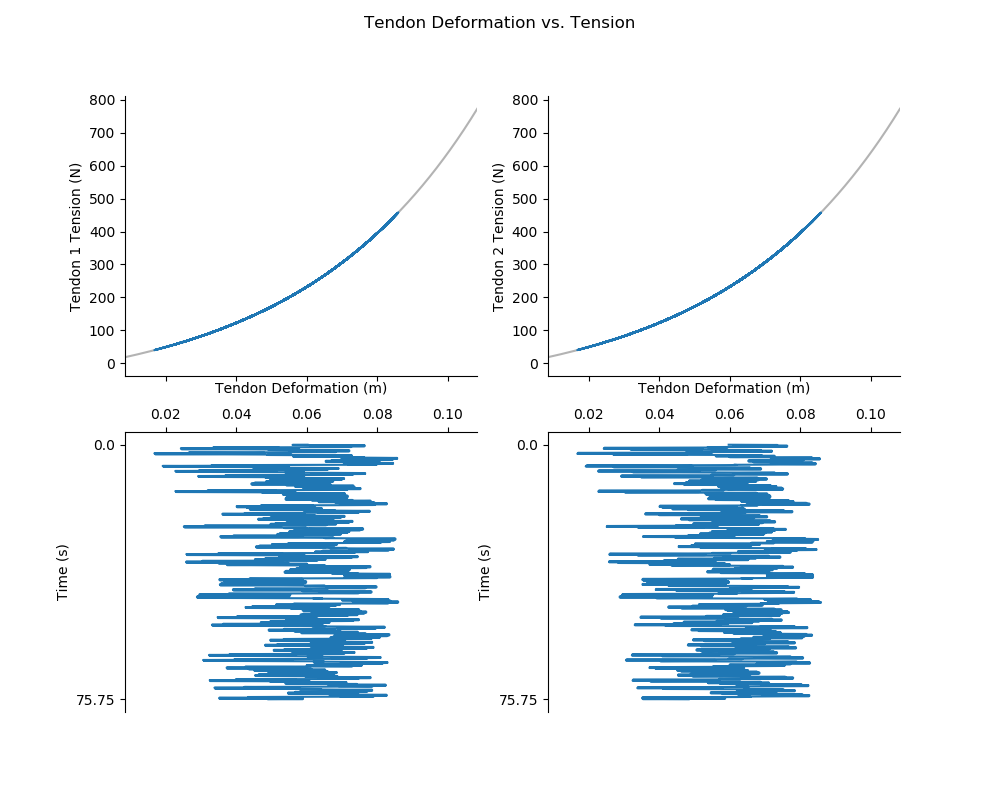 Tendon Deformation vs. Tension
800
700
600
500
400
300
200
100
0
Tendon 1 Tension (N)
Tendon Deformation (m)
800
700
600
500
400
300
200
100
0
Tendon 2 Tension (N)
Tendon Deformation (m)
0.02 0.04 0.06 0.08 0.10
0.0
75.75
Time (s)
0.02 0.04 0.06 0.08 0.10
0.0
75.75
Time (s)